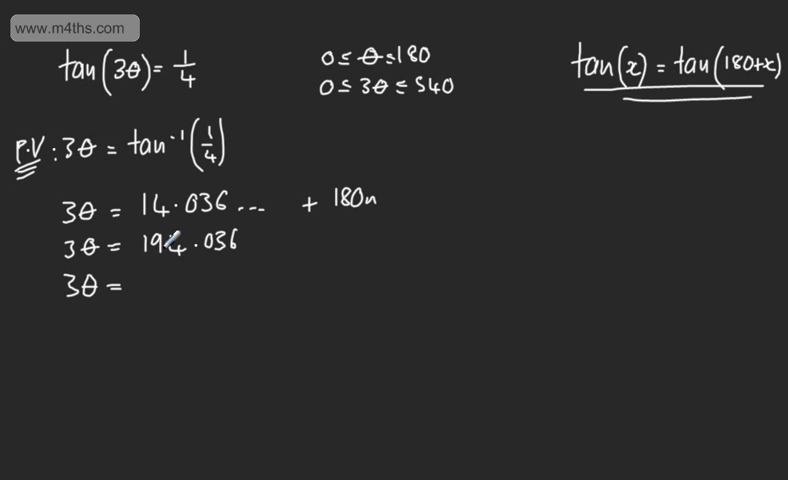 www.m4ths.com
tan(3θ) = 1/4
0 ≤ θ ≤ 180
0 ≤ 3θ ≤ 540
tan(x) = tan(180+x)
P.V : 3θ = tan⁻¹(1/4)
3θ = 14.036... + 180n
3θ = 194.036
3θ =